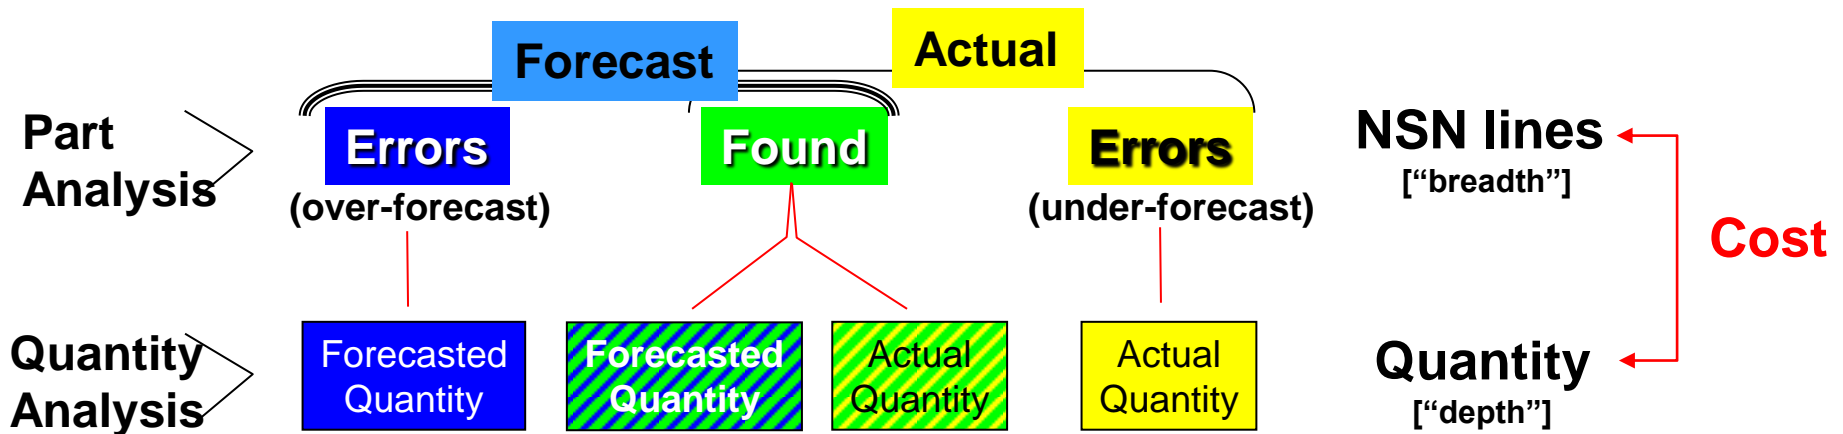 Forecast
Actual
Part
Analysis
Errors
(over-forecast)
Found
Errors
(under-forecast)
NSN lines
[“breadth”]
Cost
Quantity
Analysis
Forecasted
Quantity
Forecasted
Quantity
Actual
Quantity
Actual
Quantity
Quantity
[“depth”]